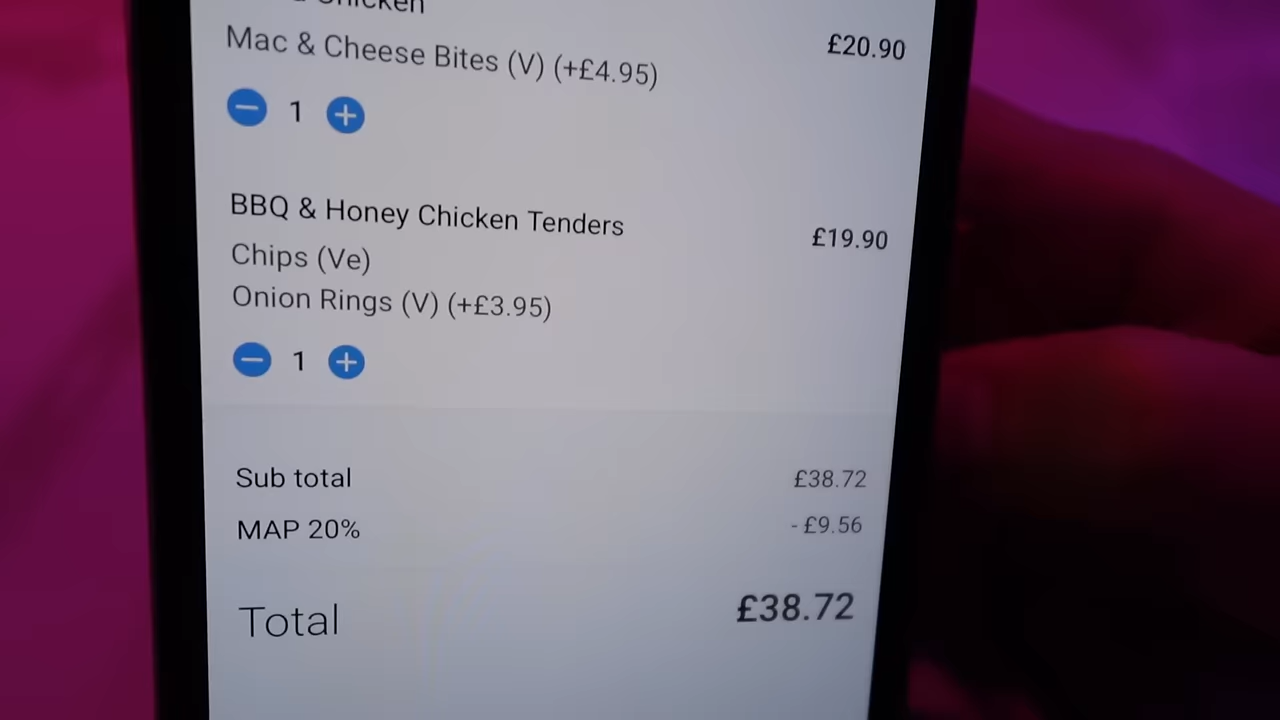 Chicken
Mac & Cheese Bites (V) (+£4.95)
£20.90
1
BBQ & Honey Chicken Tenders
£19.90
Chips (Ve)
Onion Rings (V) (+£3.95)
1
Sub total
£38.72
MAP 20%
- £9.56
Total
£38.72